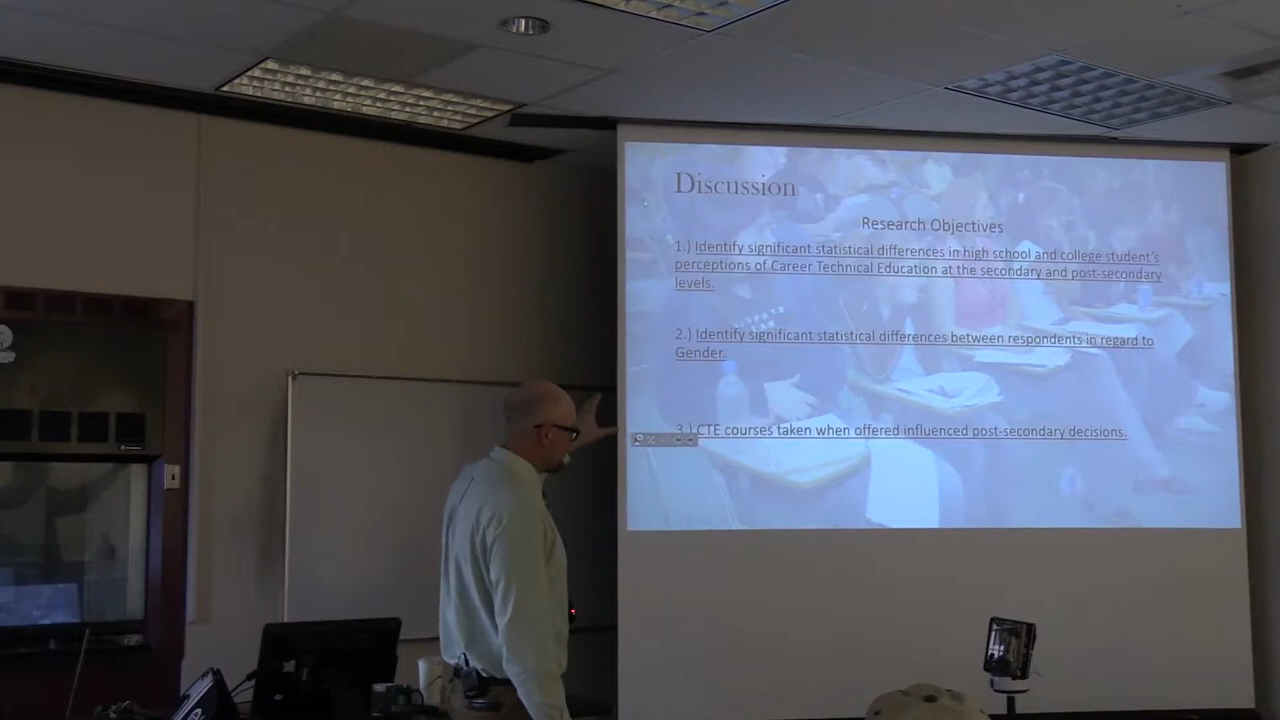 Discussion
Research Objectives
1.) Identify significant statistical differences in high school and college student's
perceptions of Career Technical Education at the secondary and post-secondary
levels.
2.) Identify significant statistical differences between respondents in regard to
Gender.
3.) CTE courses taken when offered influenced post-secondary decisions.